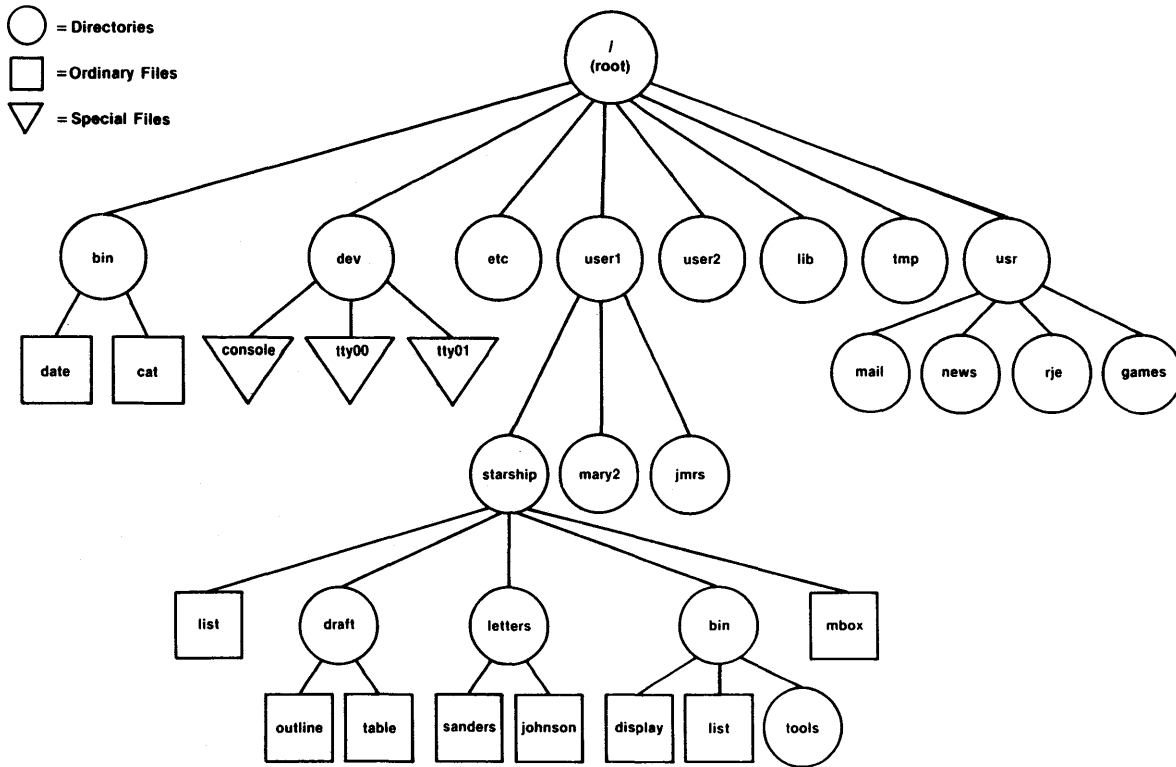 = Directories
= Ordinary Files
= Special Files
/
(root)
bin
dev
etc
user1
user2
lib
tmp
usr
date
cat
console
tty00
tty01
mail
news
rje
games
starship
mary2
jmrs
list
draft
letters
bin
mbox
outline
table
sanders
johnson
display
list
tools